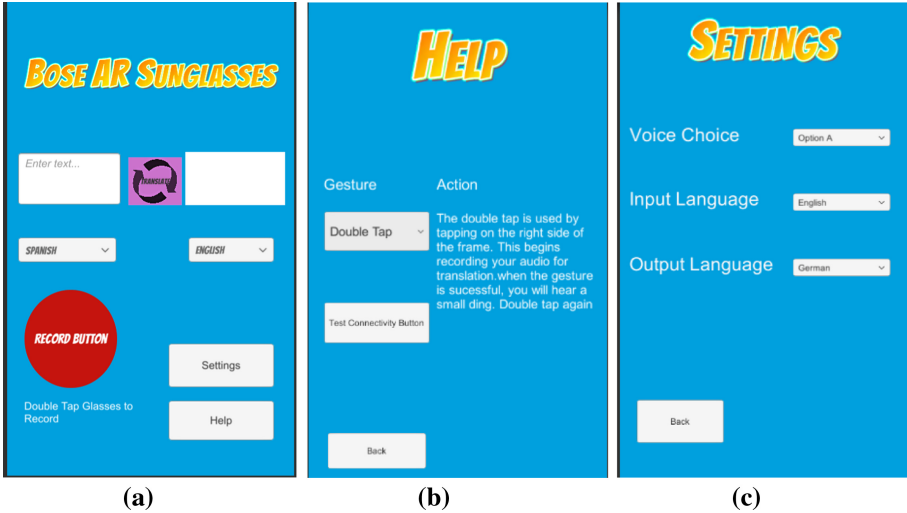 BOSE AR SUNGLASSES
Enter text...
TRANSLATE
SPANISH
ENGLISH
RECORD BUTTON
Double Tap Glasses to
Record
Settings
Help
(a)
HELP
Gesture
Action
Double Tap
The double tap is used by
tapping on the right side of
the frame. This begins
recording your audio for
translation.when the gesture
is sucessful, you will hear a
small ding. Double tap again
Test Connectivity Button
Back
(b)
SETTINGS
Voice Choice
Option A
Input Language
English
Output Language
German
Back
(c)